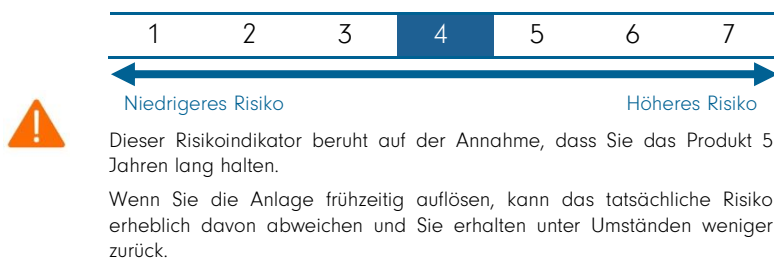 1 2 3 4 5 6 7
Niedrigeres Risiko Höheres Risiko
Dieser Risikoindikator beruht auf der Annahme, dass Sie das Produkt 5
Jahren lang halten.
Wenn Sie die Anlage frühzeitig auflösen, kann das tatsächliche Risiko
erheblich davon abweichen und Sie erhalten unter Umständen weniger
zurück.